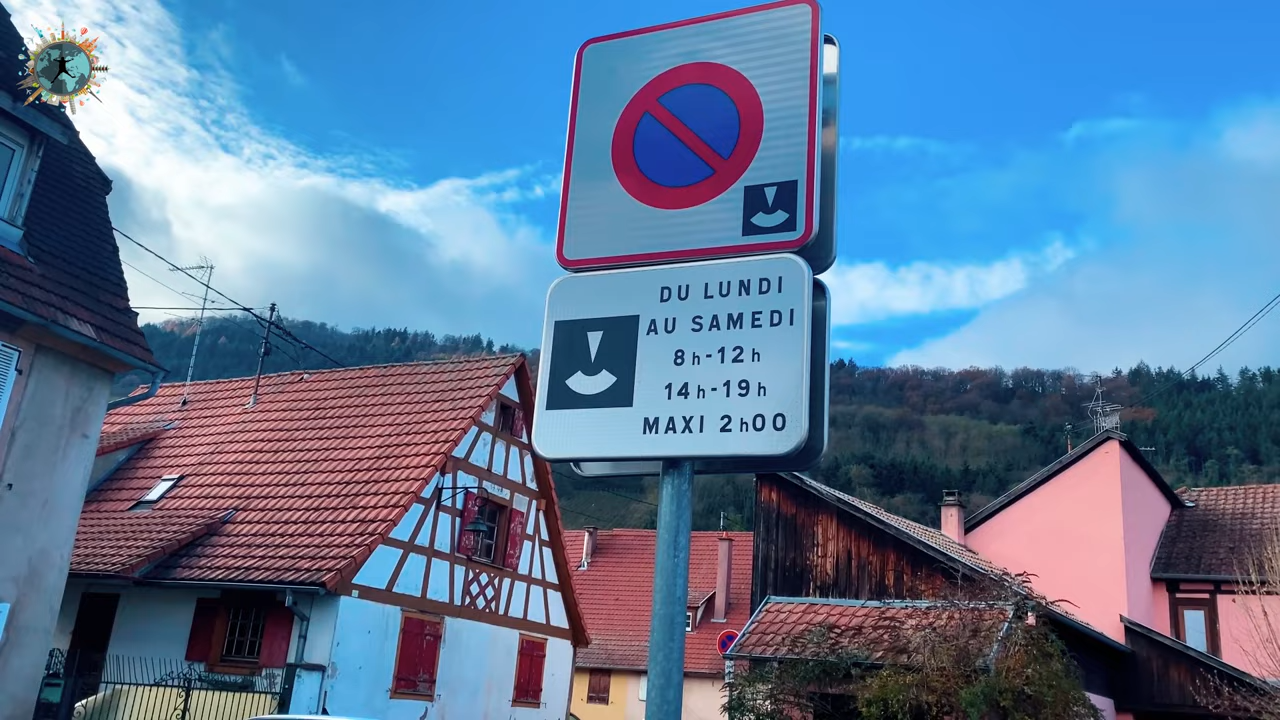 DU LUNDI
AU SAMEDI
8h-12h
14h-19h
MAXI 2h00